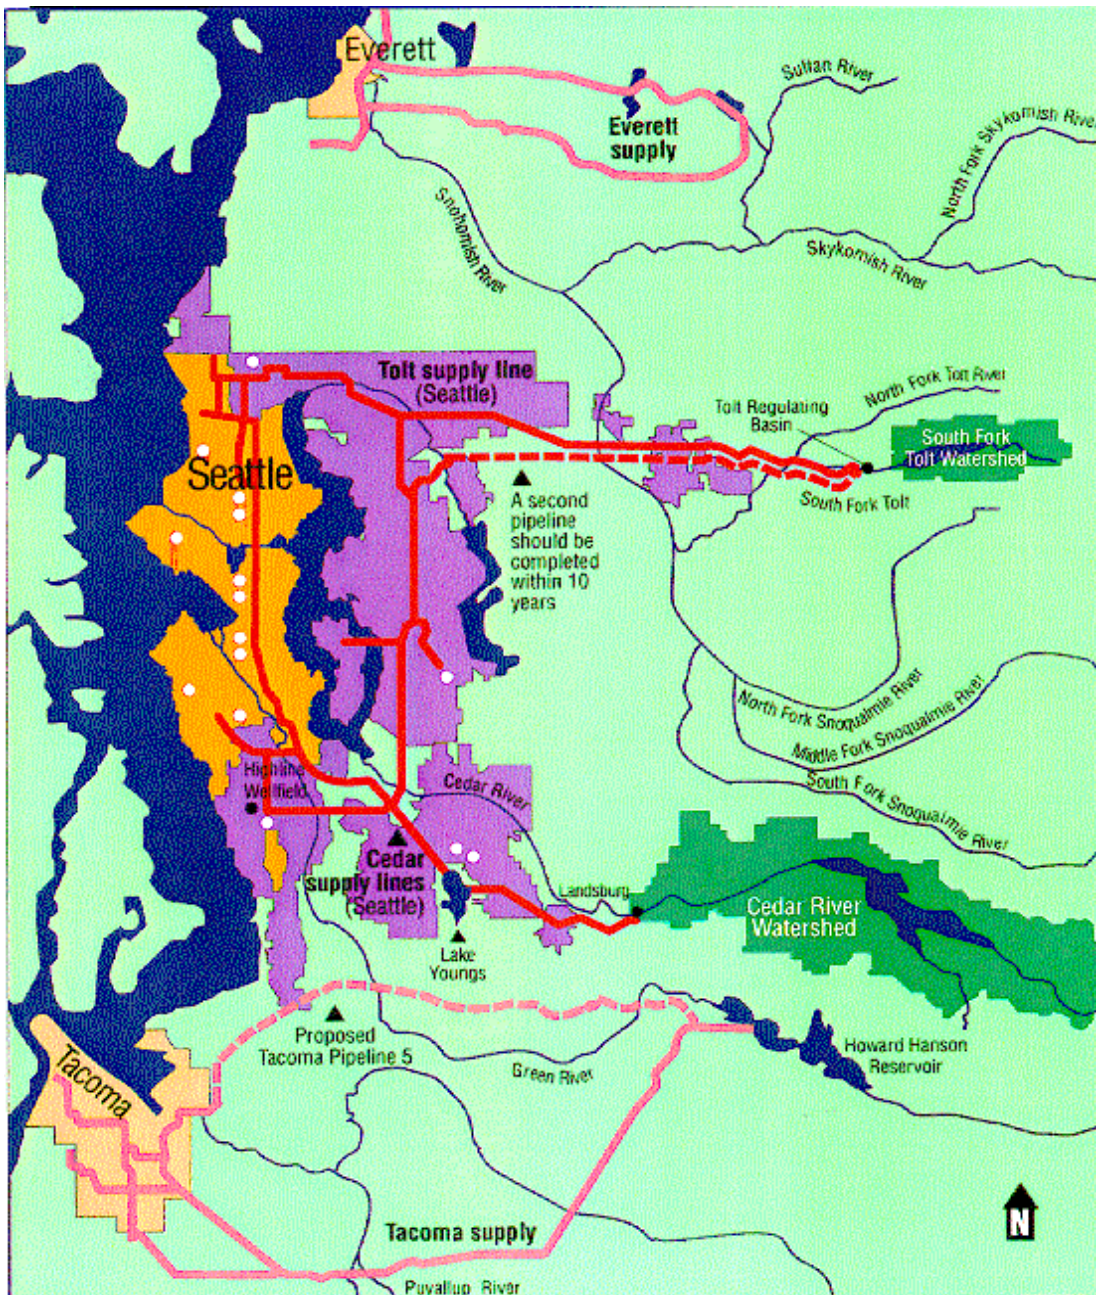 Everett
Sultan River
North Fork Skykomish River
Everett
supply
Snohomish River
Skykomish River
Tolt supply line
(Seattle)
North Fork Tolt River
Tolt Regulating
Basin
South Fork
Tolt Watershed
Seattle
South Fork Tolt
A second
pipeline
should be
completed
within 10
years
North Fork Snoqualmie River
Middle Fork Snoqualmie River
South Fork Snoqualmie River
Highline
Wellfield
Cedar River
Cedar
supply lines
(Seattle)
Landsburg
Cedar River
Watershed
Lake
Youngs
Proposed
Tacoma Pipeline 5
Howard Hanson
Reservoir
Green River
Tacoma
Tacoma supply
N
Puyallup River